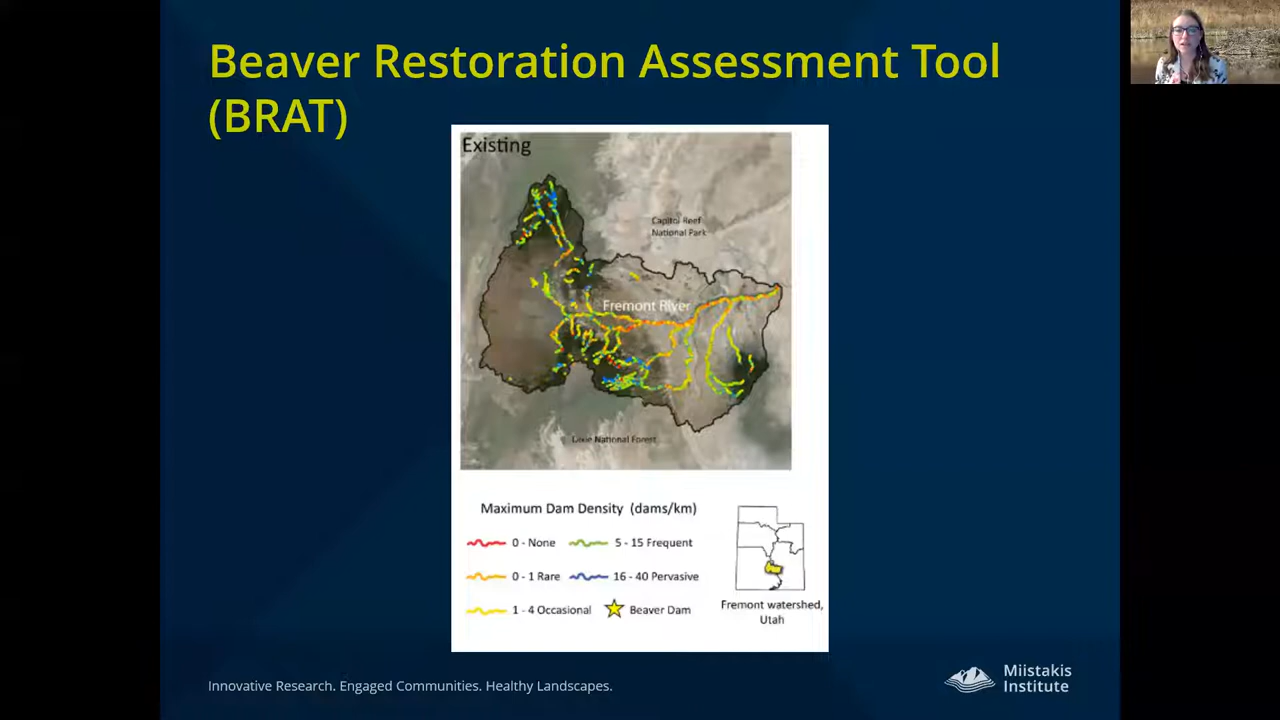 Beaver Restoration Assessment Tool
(BRAT)
Existing
Capitol Reef
National Park
Fremont River
Dixie National Forest
Maximum Dam Density (dams/km)
0 - None
5 - 15 Frequent
0 - 1 Rare
16 - 40 Pervasive
1 - 4 Occasional
Beaver Dam
Fremont watershed,
Utah
Innovative Research. Engaged Communities. Healthy Landscapes.
Miistakis
Institute